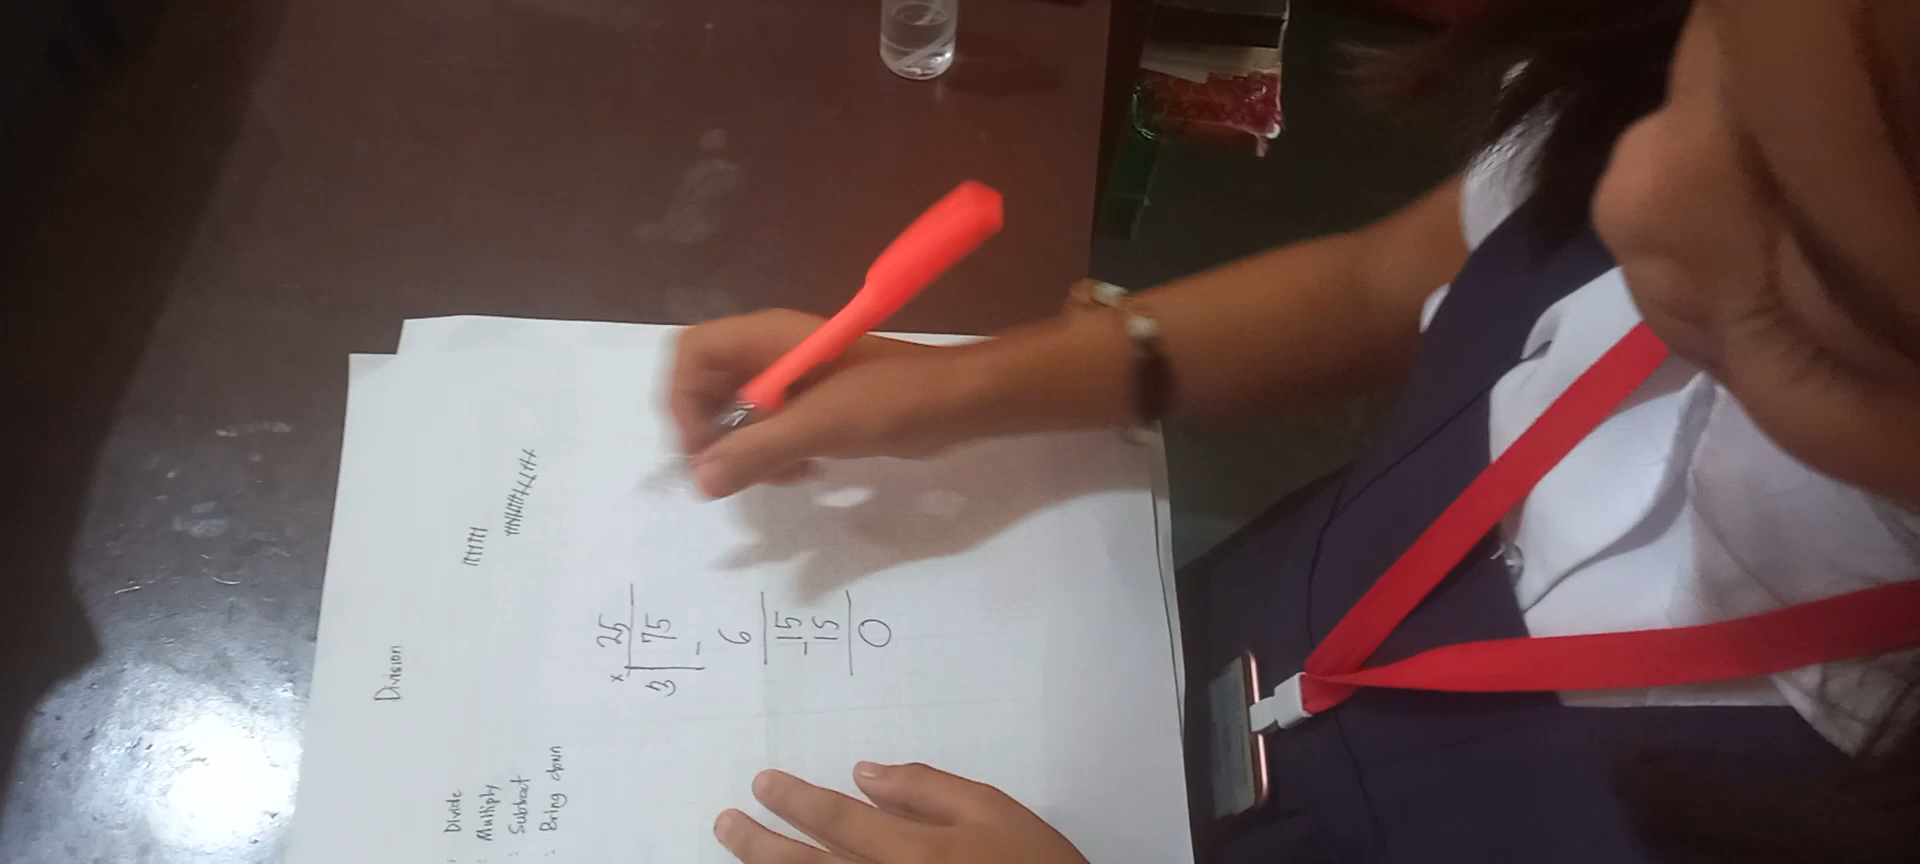 Division
: Divide
: Multiply
: Subtract
: Bring down
x 25
3 75
- 6
15
- 15
0